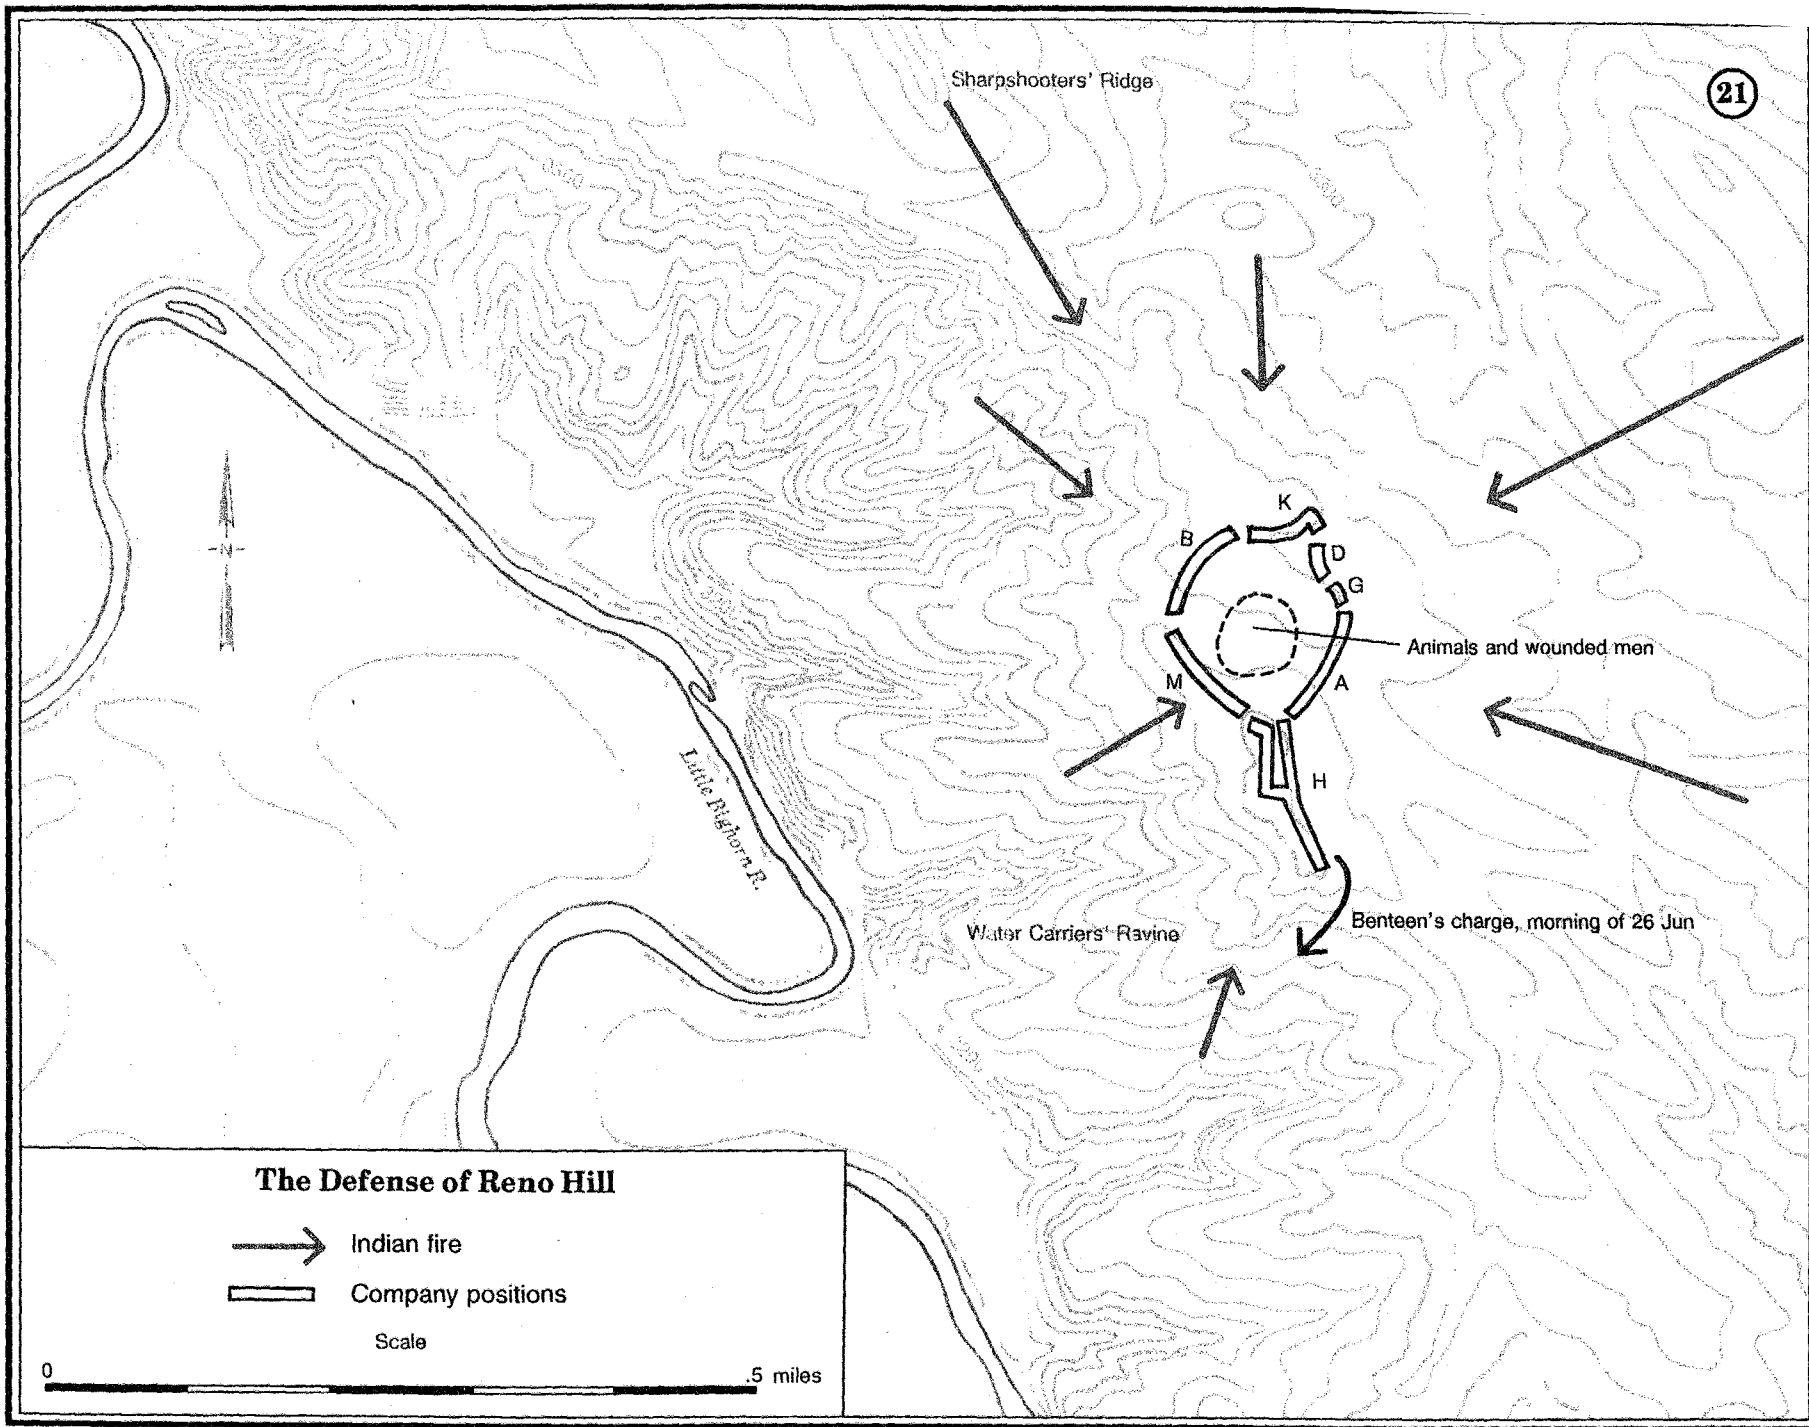 Sharpshooters' Ridge
21
K
B
D
G
Animals and wounded men
M
A
H
N
Little Bighorn R.
Benteen's charge, morning of 26 Jun
Water Carriers' Ravine
The Defense of Reno Hill
Indian fire
Company positions
Scale
0
.5 miles